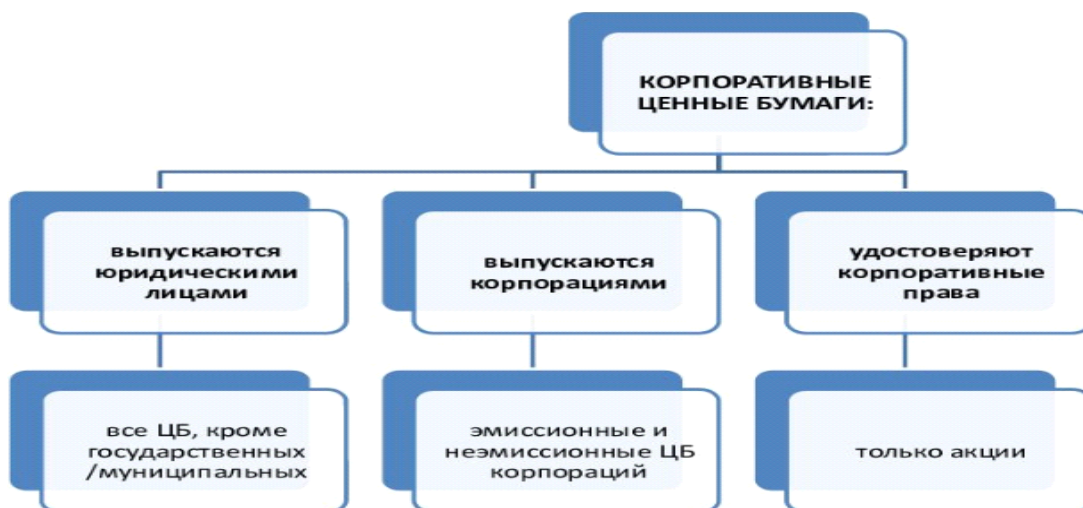 КОРПОРАТИВНЫЕ
ЦЕННЫЕ БУМАГИ:
выпускаются
юридическими
лицами
выпускаются
корпорациями
удостоверяют
корпоративные
права
все ЦБ, кроме
государственных
/муниципальных
эмиссионные и
неэмиссионные ЦБ
корпораций
только акции